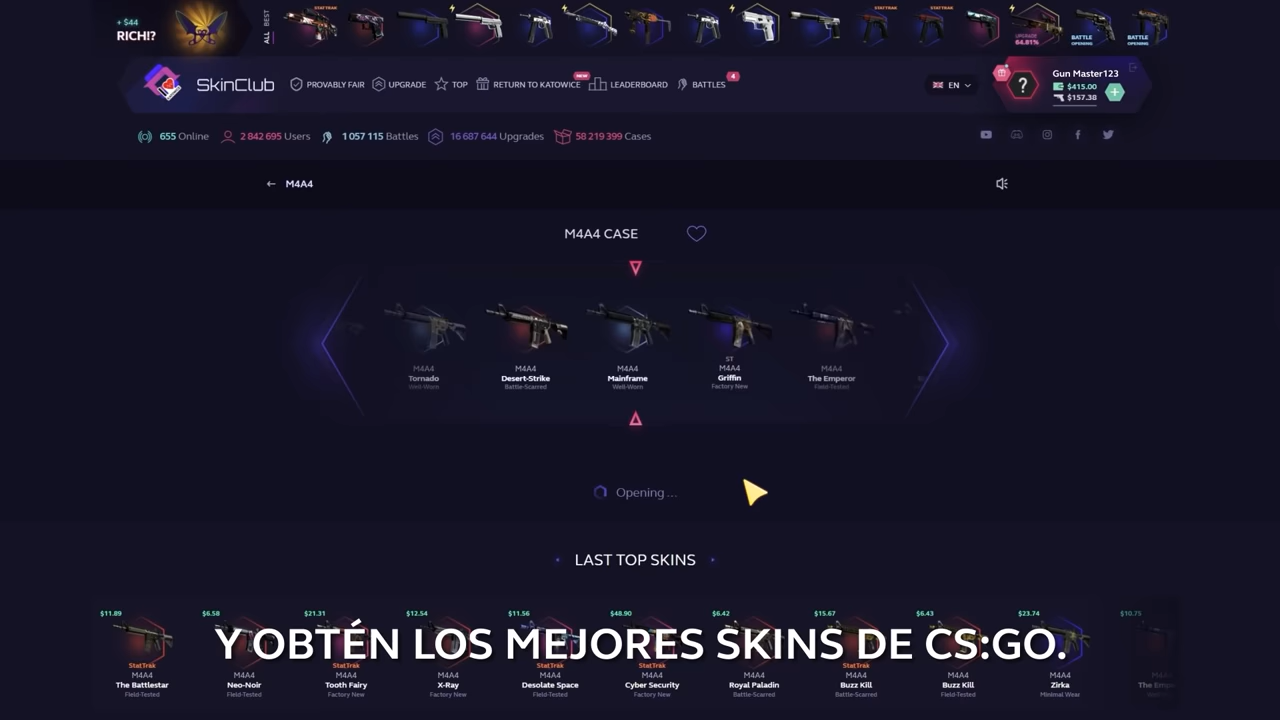 + $44
RICH!?
ALL BEST
STATTRAK
STATTRAK
STATTRAK
UPGRADE
64.81%
BATTLE
OPENING
BATTLE
OPENING
SkinClub
PROVABLY FAIR
UPGRADE
TOP
RETURN TO KATOWICE
NEW
LEADERBOARD
BATTLES
4
EN
?
Gun Master123
$415.00
$157.38
+
655 Online
2 842 695 Users
1 057 115 Battles
16 687 644 Upgrades
58 219 399 Cases
← M4A4
M4A4 CASE
M4A4
Tornado
Well-Worn
M4A4
Desert-Strike
Battle-Scarred
M4A4
Mainframe
Well-Worn
ST
M4A4
Griffin
Factory New
M4A4
The Emperor
Field-Tested
Opening ...
LAST TOP SKINS
$11.89
$6.58
$21.31
$12.54
$11.56
$48.90
$6.42
$15.67
$6.43
$23.74
$10.75
Y OBTÉN LOS MEJORES SKINS DE CS:GO.
StatTrak
M4A4
The Battlestar
Field-Tested
M4A4
Neo-Noir
Field-Tested
StatTrak
M4A4
Tooth Fairy
Factory New
M4A4
X-Ray
Factory New
StatTrak
M4A4
Desolate Space
Field-Tested
StatTrak
M4A4
Cyber Security
Factory New
M4A4
Royal Paladin
Battle-Scarred
StatTrak
M4A4
Buzz Kill
Battle-Scarred
M4A4
Buzz Kill
Field-Tested
M4A4
Zirka
Minimal Wear
M4A4
The Empe